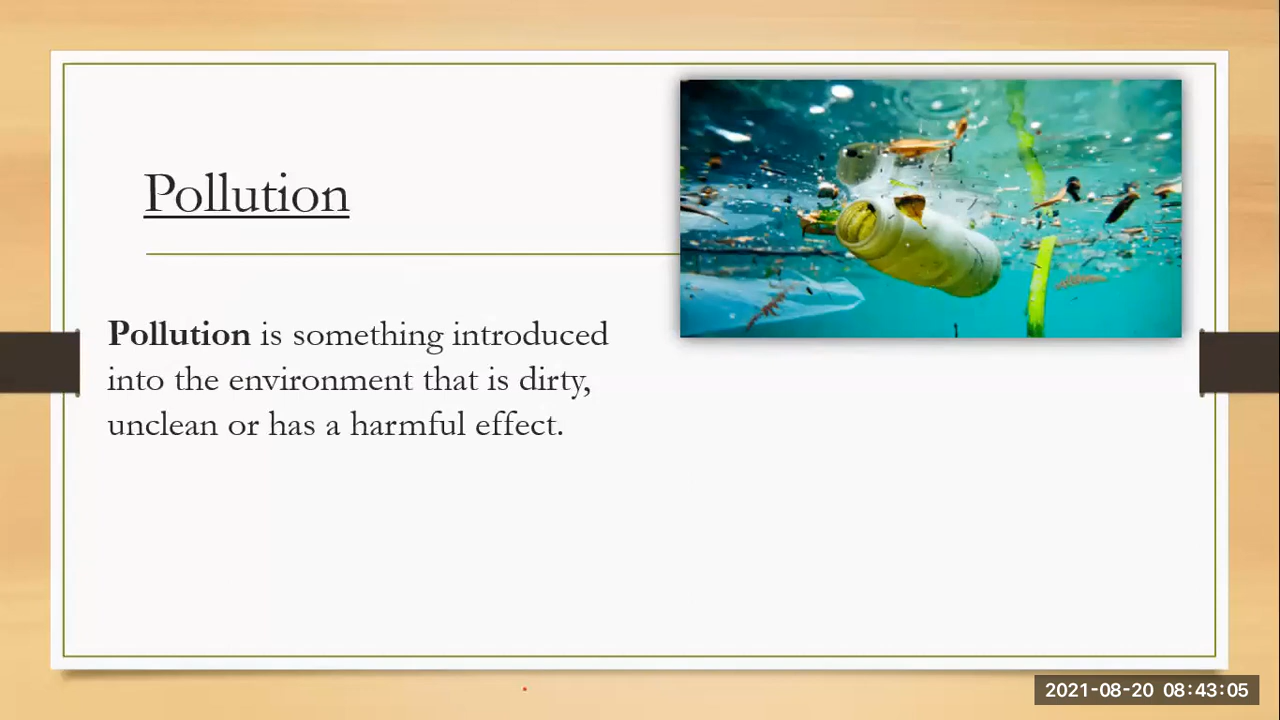 Pollution
Pollution is something introduced
into the environment that is dirty,
unclean or has a harmful effect.
2021-08-20 08:43:05